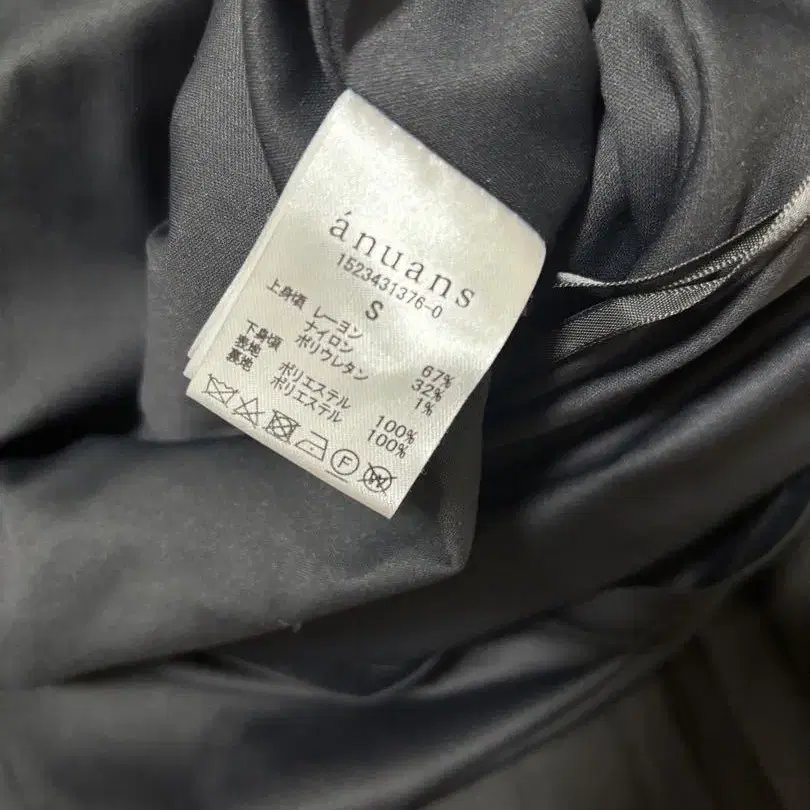 ánuans
1523431376-0
S
上身頃 レーヨン 67%
ナイロン 32%
ポリウレタン 1%
下身頃
表地 ポリエステル 100%
裏地 ポリエステル 100%
F
W